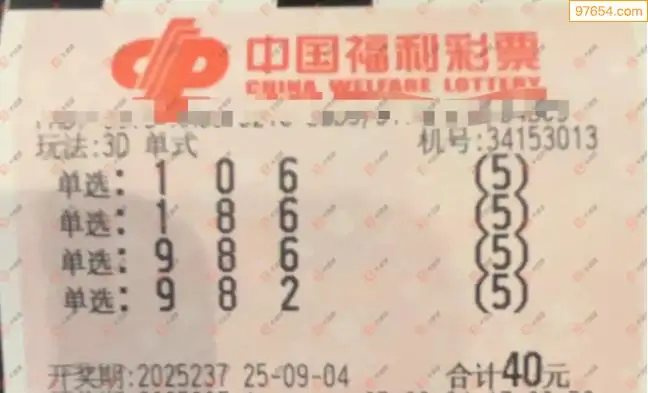 97654.com
中国福利彩票
CHINA WELFARE LOTTERY
玩法:3D 单式
机号:34153013
单选: 1 0 6 (5)
单选: 1 8 6 (5)
单选: 9 8 6 (5)
单选: 9 8 2 (5)
开奖期:2025237 25-09-04 合计40元